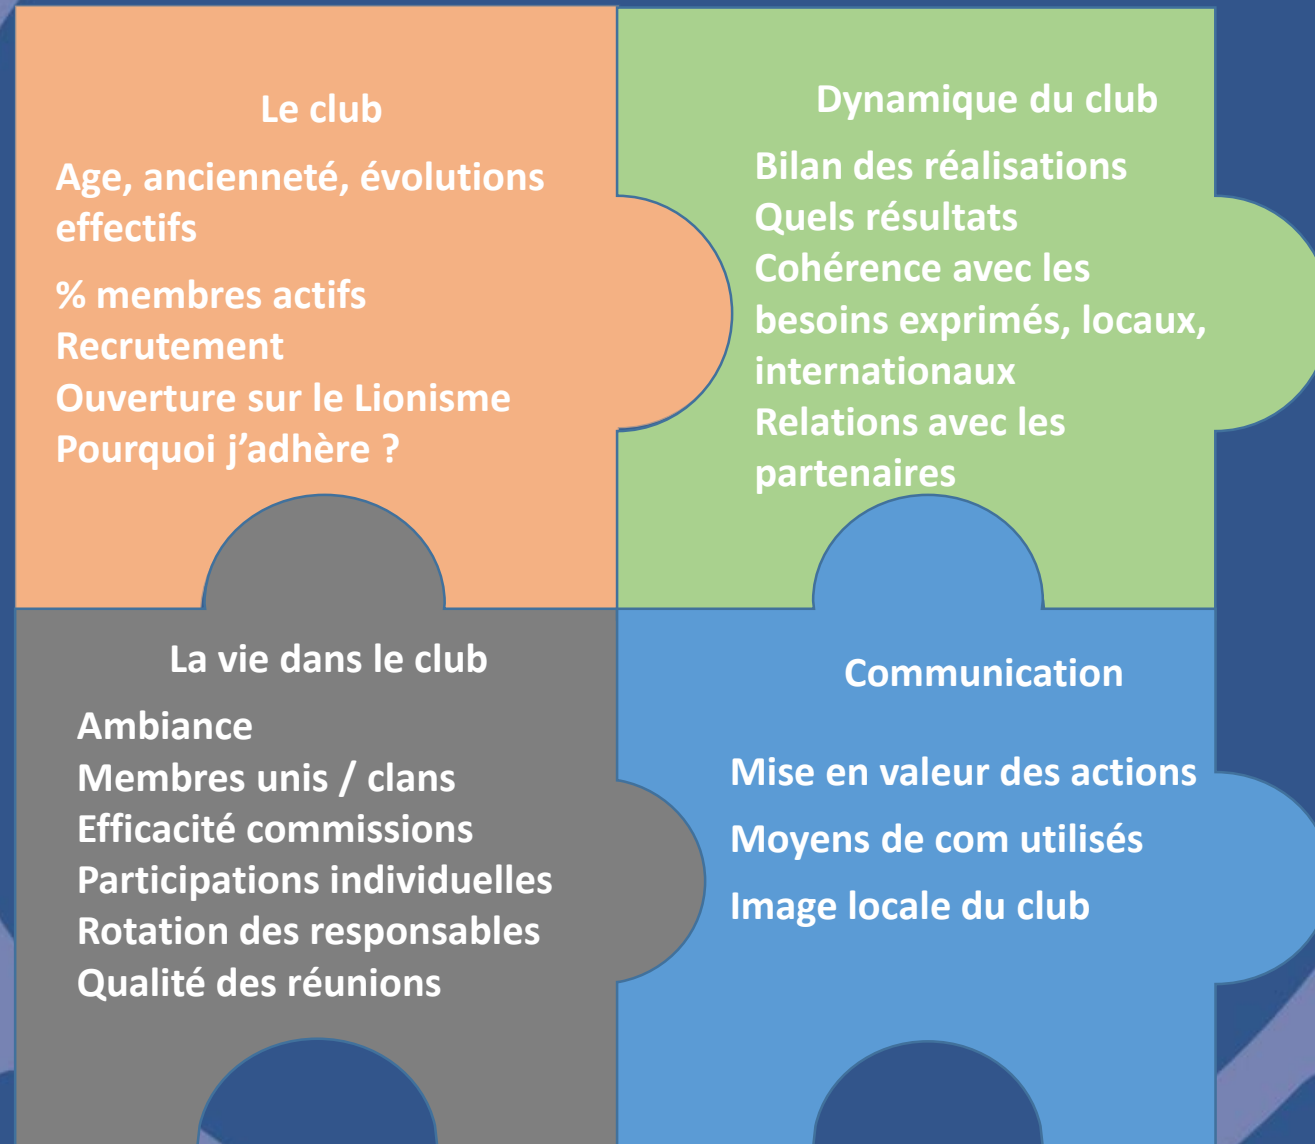 Le club
Age, ancienneté, évolutions
effectifs
% membres actifs
Recrutement
Ouverture sur le Lionisme
Pourquoi j’adhère ?
Dynamique du club
Bilan des réalisations
Quels résultats
Cohérence avec les
besoins exprimés, locaux,
internationaux
Relations avec les
partenaires
La vie dans le club
Ambiance
Membres unis / clans
Efficacité commissions
Participations individuelles
Rotation des responsables
Qualité des réunions
Communication
Mise en valeur des actions
Moyens de com utilisés
Image locale du club